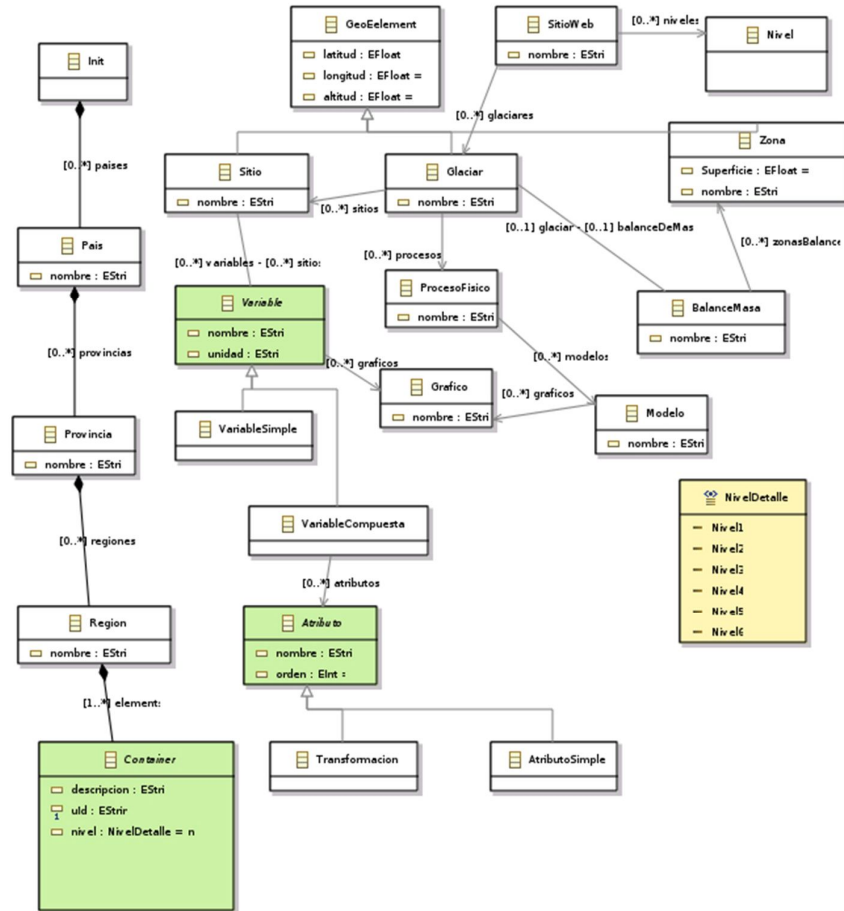 Init
[0..*] paises
Pais
nombre : EStri
[0..*] provincias
Provincia
nombre : EStri
[0..*] regiones
Region
nombre : EStri
[1..*] element:
Container
descripcion : EStri
uId : EStrir
nivel : NivelDetalle = n
GeoEelement
latitud : EFloat
longitud : EFloat =
altitud : EFloat =
SitioWeb
nombre : EStri
[0..*] niveles
Nivel
[0..*] glaciares
Sitio
nombre : EStri
[0..*] sitios
Glaciar
nombre : EStri
Zona
Superficie : EFloat =
nombre : EStri
[0..1] glaciar - [0..1] balanceDeMas
[0..*] zonasBalance
[0..*] variables - [0..*] sitio:
[0..*] procesos
ProcesoFisico
nombre : EStri
BalanceMasa
nombre : EStri
Variable
nombre : EStri
unidad : EStri
[0..*] graficos
[0..*] modelos
Grafico
nombre : EStri
[0..*] graficos
Modelo
nombre : EStri
VariableSimple
VariableCompuesta
[0..*] atributos
Atributo
nombre : EStri
orden : EInt :
Transformacion
AtributoSimple
NivelDetalle
Nivel1
Nivel2
Nivel3
Nivel4
Nivel5
Nivel6